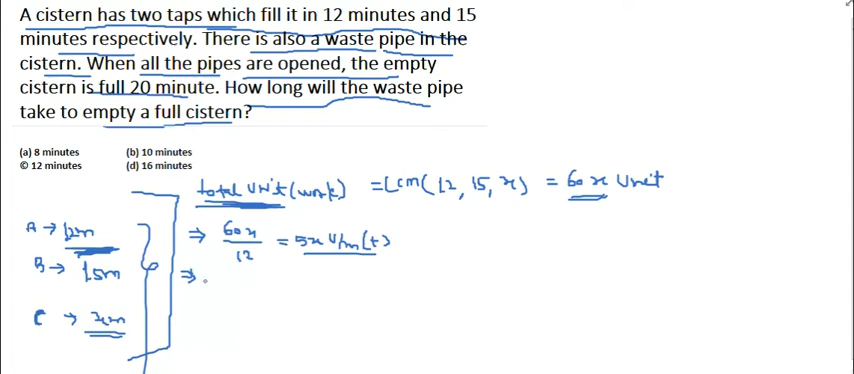 A cistern has two taps which fill it in 12 minutes and 15
minutes respectively. There is also a waste pipe in the
cistern. When all the pipes are opened, the empty
cistern is full 20 minute. How long will the waste pipe
take to empty a full cistern?
(a) 8 minutes (b) 10 minutes
© 12 minutes (d) 16 minutes
total unit (work) = LCM ( 12, 15, x ) = 60 x Unit
A → 12m ⇒ 60x/12 = 5x U/m (+)
B → 15m ⇒
C → xm